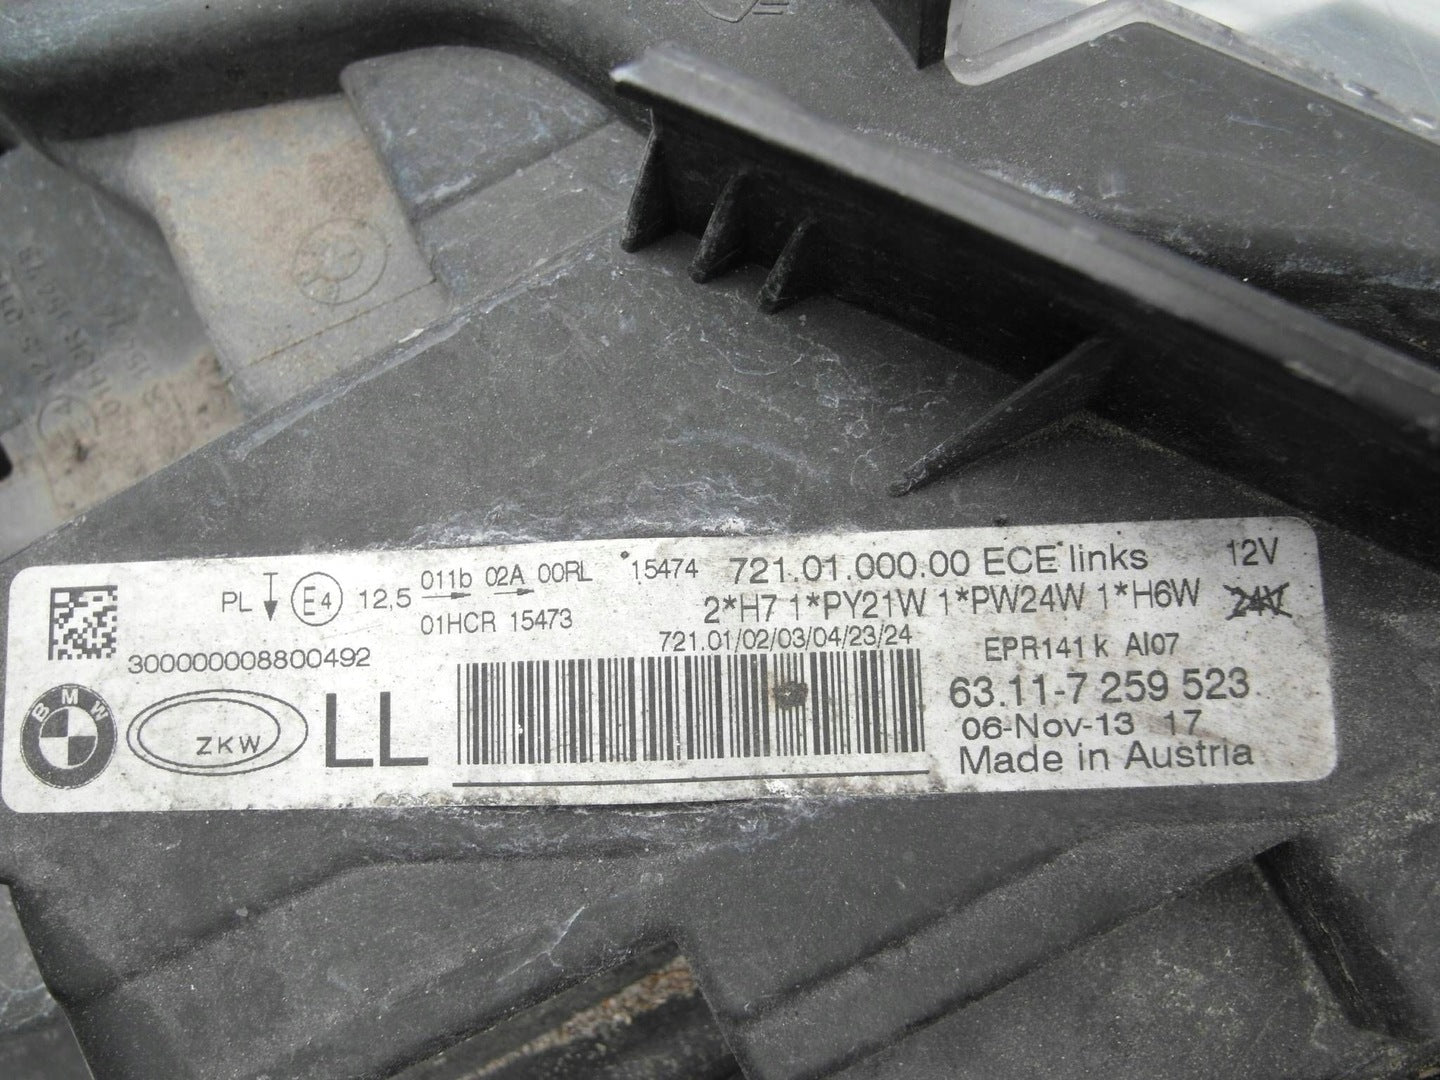 PL E4 12,5 011b 02A 00RL 15474 721.01.000.00 ECE links 12V
01HCR 15473 2*H7 1*PY21W 1*PW24W 1*H6W 24V
300000008800492 721.01/02/03/04/23/24 EPR141 k AI07
BMW ZKW LL 63.11-7 259 523
06-Nov-13 17
Made in Austria